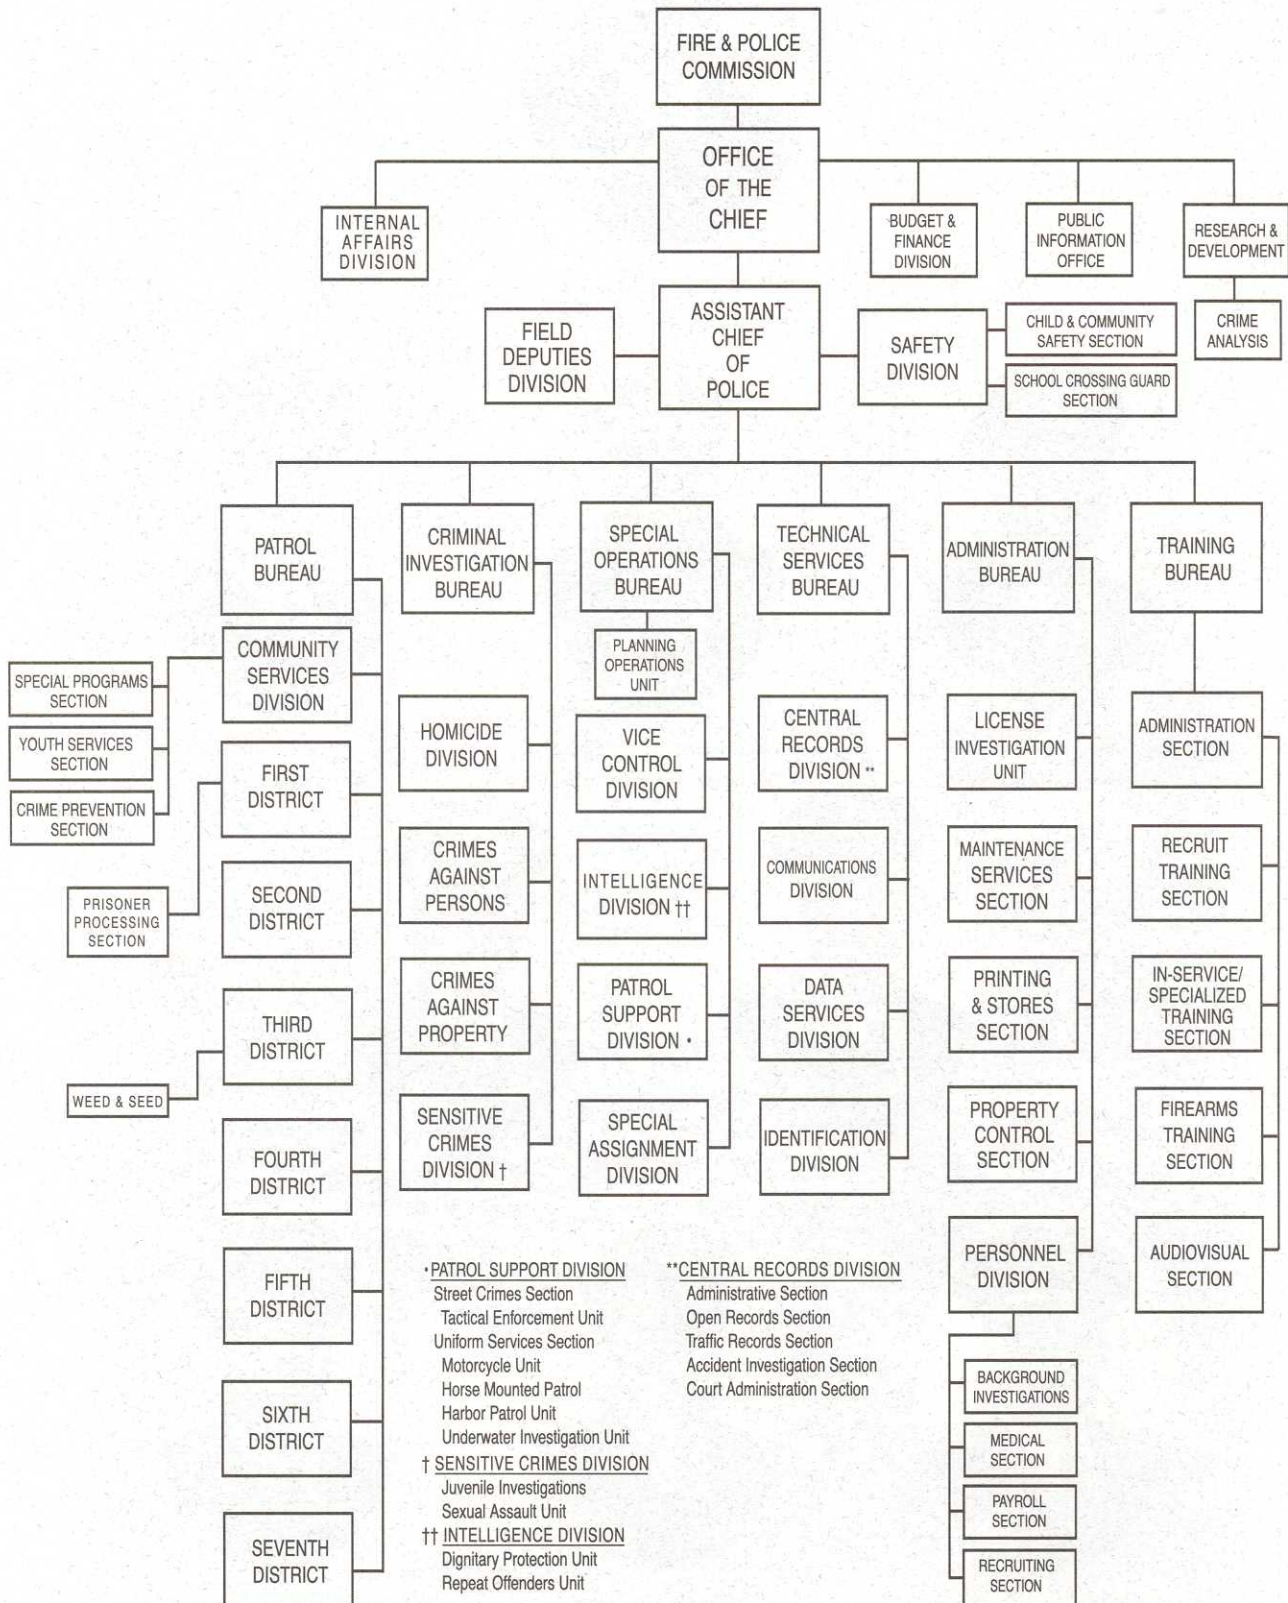 FIRE & POLICE
COMMISSION
OFFICE
OF THE
CHIEF
INTERNAL
AFFAIRS
DIVISION
BUDGET &
FINANCE
DIVISION
PUBLIC
INFORMATION
OFFICE
RESEARCH &
DEVELOPMENT
CRIME
ANALYSIS
ASSISTANT
CHIEF
OF
POLICE
FIELD
DEPUTIES
DIVISION
SAFETY
DIVISION
CHILD & COMMUNITY
SAFETY SECTION
SCHOOL CROSSING GUARD
SECTION
PATROL
BUREAU
COMMUNITY
SERVICES
DIVISION
SPECIAL PROGRAMS
SECTION
YOUTH SERVICES
SECTION
CRIME PREVENTION
SECTION
FIRST
DISTRICT
PRISONER
PROCESSING
SECTION
SECOND
DISTRICT
THIRD
DISTRICT
WEED & SEED
FOURTH
DISTRICT
FIFTH
DISTRICT
SIXTH
DISTRICT
SEVENTH
DISTRICT
CRIMINAL
INVESTIGATION
BUREAU
HOMICIDE
DIVISION
CRIMES
AGAINST
PERSONS
CRIMES
AGAINST
PROPERTY
SENSITIVE
CRIMES
DIVISION †
SPECIAL
OPERATIONS
BUREAU
PLANNING
OPERATIONS
UNIT
VICE
CONTROL
DIVISION
INTELLIGENCE
DIVISION ††
PATROL
SUPPORT
DIVISION •
SPECIAL
ASSIGNMENT
DIVISION
TECHNICAL
SERVICES
BUREAU
CENTRAL
RECORDS
DIVISION **
COMMUNICATIONS
DIVISION
DATA
SERVICES
DIVISION
IDENTIFICATION
DIVISION
ADMINISTRATION
BUREAU
LICENSE
INVESTIGATION
UNIT
MAINTENANCE
SERVICES
SECTION
PRINTING
& STORES
SECTION
PROPERTY
CONTROL
SECTION
PERSONNEL
DIVISION
BACKGROUND
INVESTIGATIONS
MEDICAL
SECTION
PAYROLL
SECTION
RECRUITING
SECTION
TRAINING
BUREAU
ADMINISTRATION
SECTION
RECRUIT
TRAINING
SECTION
IN-SERVICE/
SPECIALIZED
TRAINING
SECTION
FIREARMS
TRAINING
SECTION
AUDIOVISUAL
SECTION
• PATROL SUPPORT DIVISION
Street Crimes Section
Tactical Enforcement Unit
Uniform Services Section
Motorcycle Unit
Horse Mounted Patrol
Harbor Patrol Unit
Underwater Investigation Unit
† SENSITIVE CRIMES DIVISION
Juvenile Investigations
Sexual Assault Unit
†† INTELLIGENCE DIVISION
Dignitary Protection Unit
Repeat Offenders Unit
**CENTRAL RECORDS DIVISION
Administrative Section
Open Records Section
Traffic Records Section
Accident Investigation Section
Court Administration Section